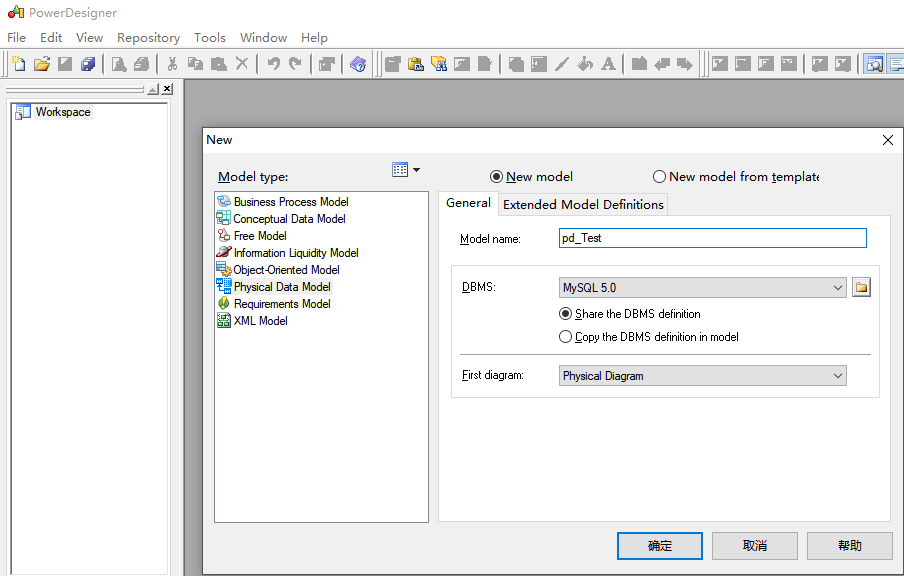 PowerDesigner
File Edit View Repository Tools Window Help
Workspace
New
Model type:
New model
New model from template
Business Process Model
Conceptual Data Model
Free Model
Information Liquidity Model
Object-Oriented Model
Physical Data Model
Requirements Model
XML Model
General
Extended Model Definitions
Model name:
pd_Test
DBMS:
MySQL 5.0
Share the DBMS definition
Copy the DBMS definition in model
First diagram:
Physical Diagram
确定
取消
帮助